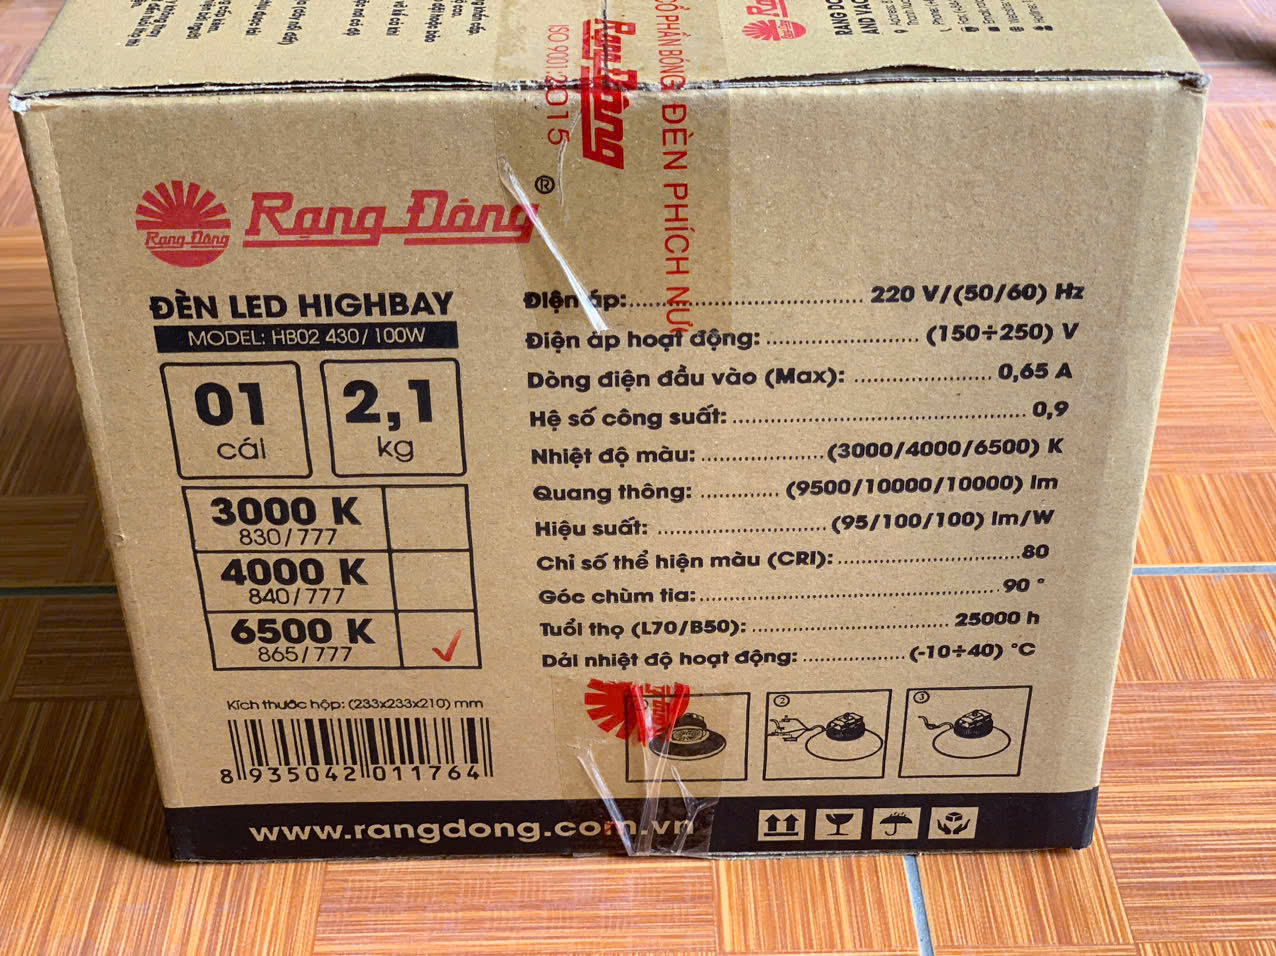 ISO 9001:2015
Rạng Đông
CỔ PHẦN BÓNG ĐÈN PHÍCH NƯ
Rạng Đông
Rạng Đông ®
ĐÈN LED HIGHBAY
MODEL: HB02 430/100W
01
cái
2,1
kg
3000 K
830/777
4000 K
840/777
6500 K
865/777
Kích thước hộp: (233x233x210) mm
8 935042 011764
Điện áp: 220 V/(50/60) Hz
Điện áp hoạt động: (150÷250) V
Dòng điện đầu vào (Max): 0,65 A
Hệ số công suất: 0,9
Nhiệt độ màu: (3000/4000/6500) K
Quang thông: (9500/10000/10000) lm
Hiệu suất: (95/100/100) lm/W
Chỉ số thể hiện màu (CRI): 80
Góc chùm tia: 90 °
Tuổi thọ (L70/B50): 25000 h
Dải nhiệt độ hoạt động: (-10÷40) °C
2
3
www.rangdong.com.vn